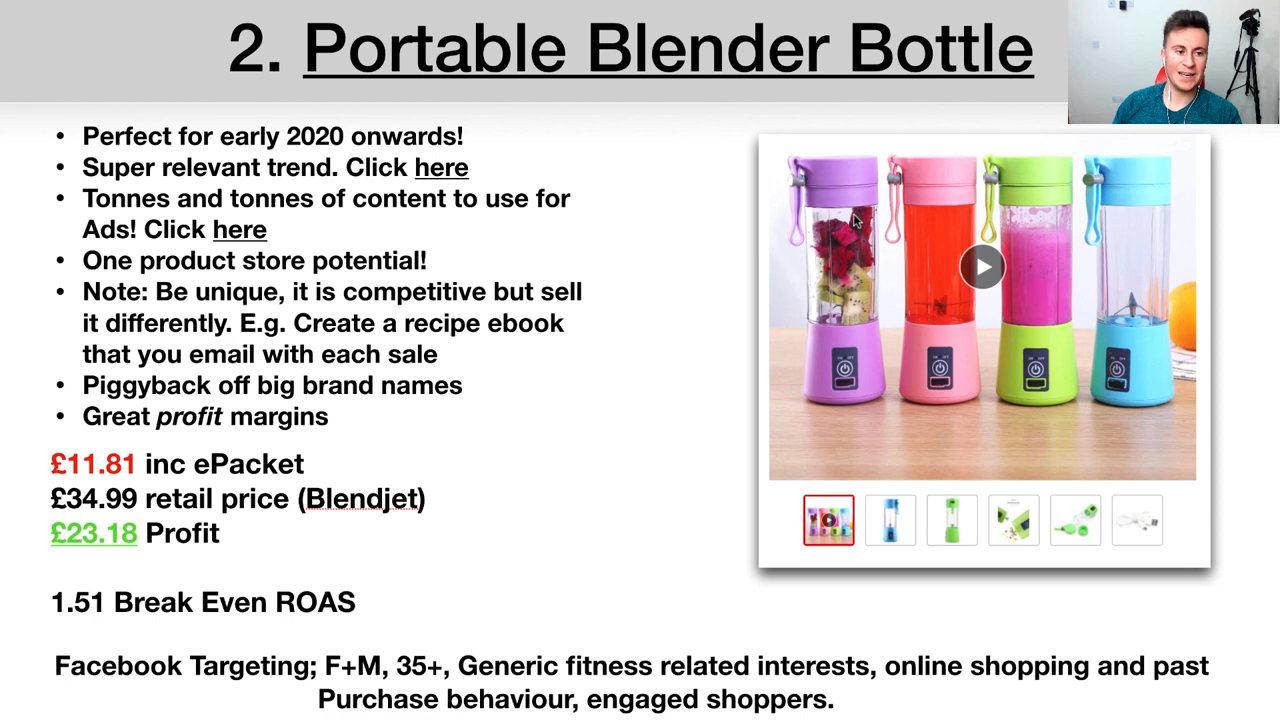 2. Portable Blender Bottle
• Perfect for early 2020 onwards!
• Super relevant trend. Click here
• Tonnes and tonnes of content to use for
Ads! Click here
• One product store potential!
• Note: Be unique, it is competitive but sell
it differently. E.g. Create a recipe ebook
that you email with each sale
• Piggyback off big brand names
• Great profit margins
£11.81 inc ePacket
£34.99 retail price (Blendjet)
£23.18 Profit
1.51 Break Even ROAS
Facebook Targeting; F+M, 35+, Generic fitness related interests, online shopping and past
Purchase behaviour, engaged shoppers.